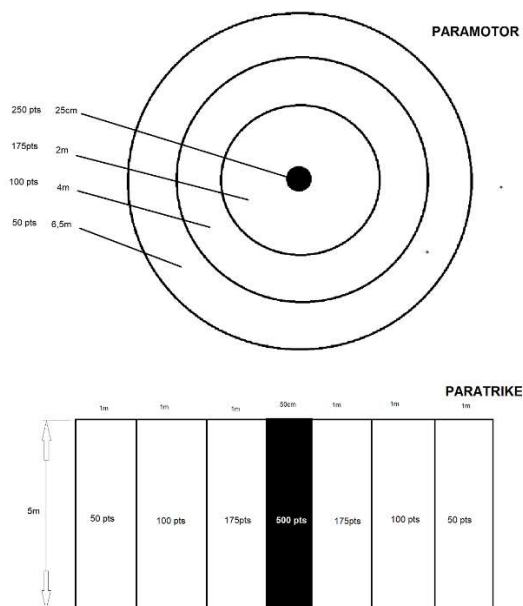 PARAMOTOR
250 pts 25cm
175pts 2m
100 pts 4m
50 pts 6,5m
PARATRIKE
1m 1m 1m 50cm 1m 1m 1m
5m
50 pts 100 pts 175pts 500 pts 175pts 100 pts 50 pts